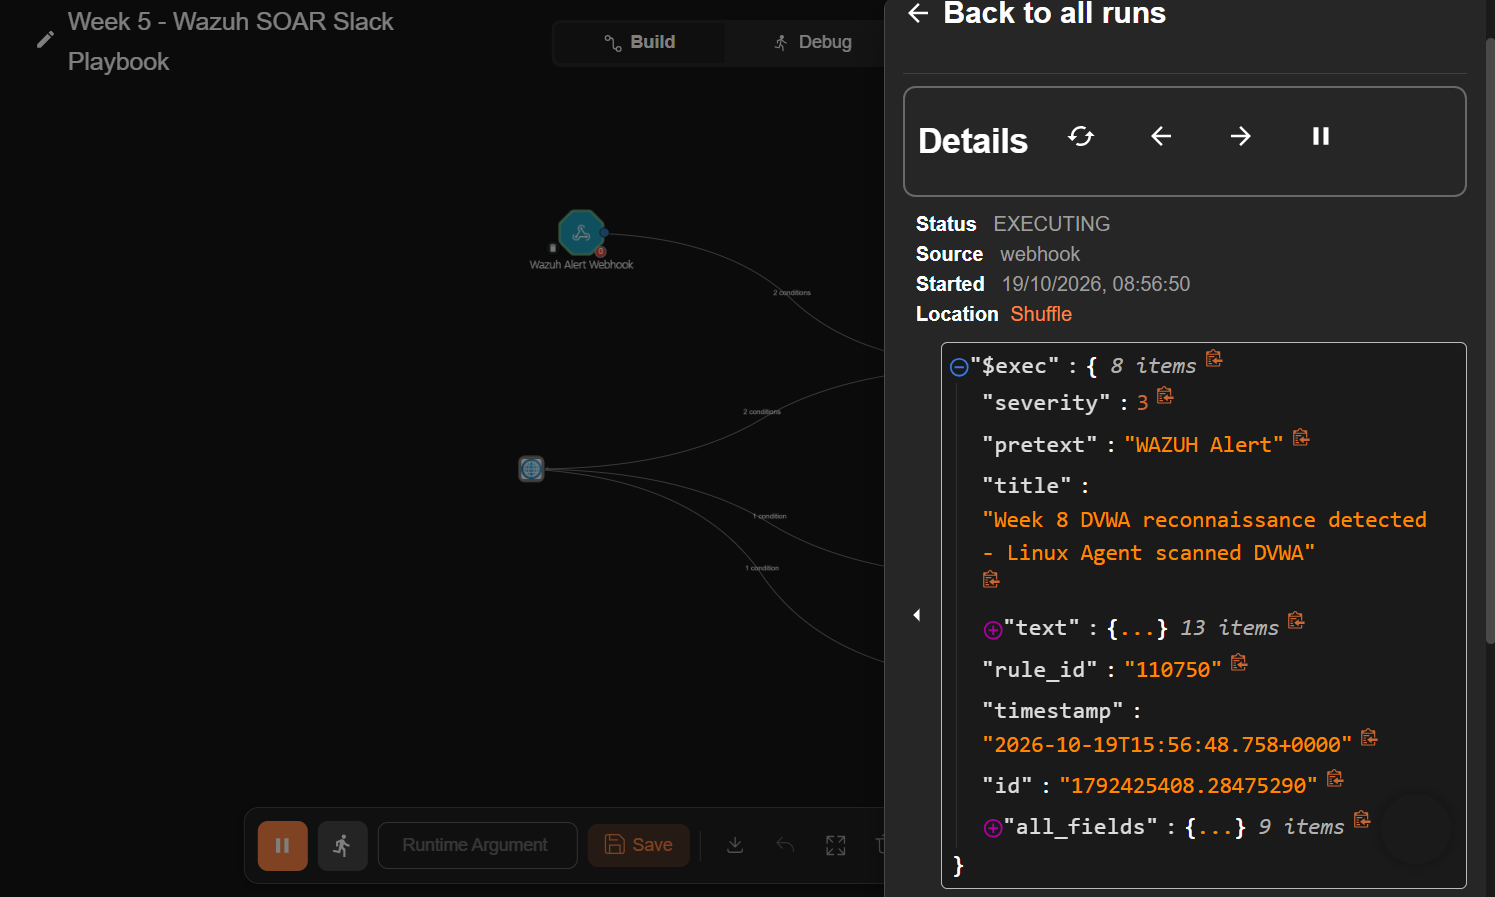 Week 5 - Wazuh SOAR Slack
Playbook
Build
Debug
Wazuh Alert Webhook
2 conditions
2 conditions
1 condition
1 condition
Runtime Argument
Save
Back to all runs
Details
Status EXECUTING
Source webhook
Started 19/10/2026, 08:56:50
Location Shuffle
"$exec" : { 8 items
"severity" : 3
"pretext" : "WAZUH Alert"
"title" :
"Week 8 DVWA reconnaissance detected
- Linux Agent scanned DVWA"
"text" : {...} 13 items
"rule_id" : "110750"
"timestamp" :
"2026-10-19T15:56:48.758+0000"
"id" : "1792425408.28475290"
"all_fields" : {...} 9 items
}